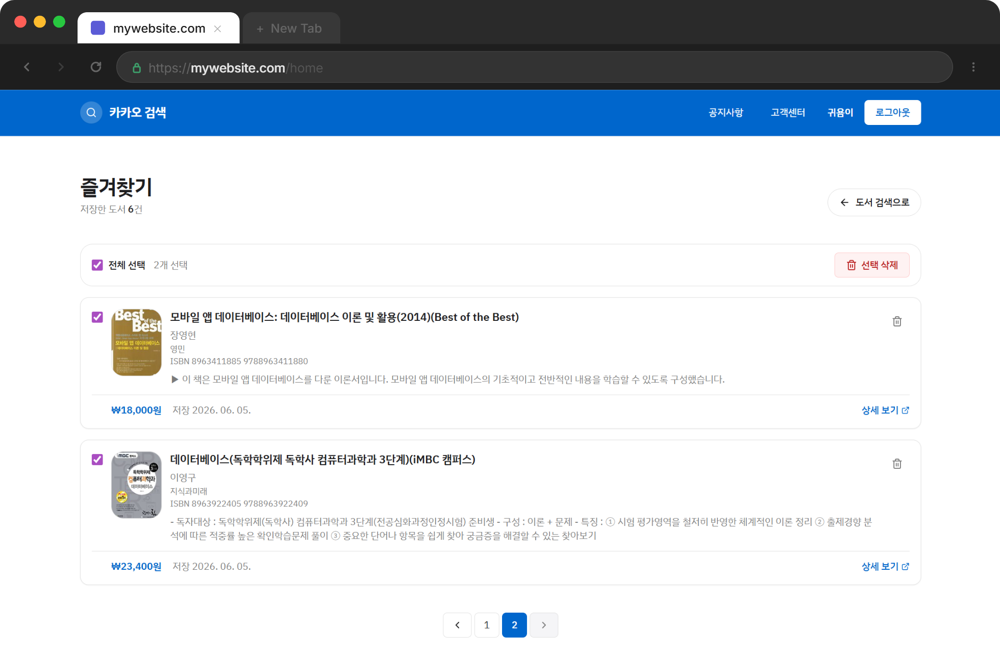 mywebsite.com
+ New Tab
https://mywebsite.com/home
카카오 검색
공지사항
고객센터
귀욤이
로그아웃
즐겨찾기
저장한 도서 6건
도서 검색으로
전체 선택 2개 선택
선택 삭제
Best
of the
Best
모바일 앱 데이터베이스
: 데이터베이스 이론 및 활용
모바일 앱 데이터베이스: 데이터베이스 이론 및 활용(2014)(Best of the Best)
장영현
영민
ISBN 8963411885 9788963411880
▶ 이 책은 모바일 앱 데이터베이스를 다룬 이론서입니다. 모바일 앱 데이터베이스의 기초적이고 전반적인 내용을 학습할 수 있도록 구성했습니다.
₩18,000원 저장 2026. 06. 05.
상세 보기
iMBC 캠퍼스
독학학위제
컴퓨터과학과
데이터베이스
데이터베이스(독학학위제 독학사 컴퓨터과학과 3단계)(iMBC 캠퍼스)
이영구
지식과미래
ISBN 8963922405 9788963922409
- 독자대상 : 독학학위제(독학사) 컴퓨터과학과 3단계(전공심화과정인정시험) 준비생 - 구성 : 이론 + 문제 - 특징 : ① 시험 평가영역을 철저히 반영한 체계적인 이론 정리 ② 출제경향 분
석에 따른 적중률 높은 확인학습문제 풀이 ③ 중요한 단어나 항목을 쉽게 찾아 궁금증을 해결할 수 있는 찾아보기
₩23,400원 저장 2026. 06. 05.
상세 보기
1
2